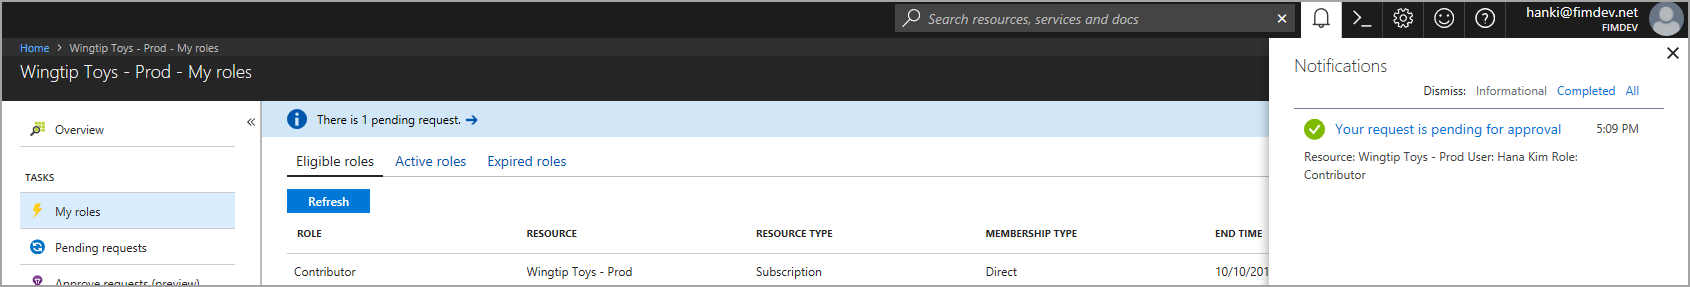 Search resources, services and docs
hanki@fimdev.net
FIMDEV
Home > Wingtip Toys - Prod - My roles
Wingtip Toys - Prod - My roles
Notifications
Dismiss: Informational Completed All
Your request is pending for approval 5:09 PM
Resource: Wingtip Toys - Prod User: Hana Kim Role:
Contributor
Overview
TASKS
My roles
Pending requests
Approve requests (preview)
There is 1 pending request.
Eligible roles Active roles Expired roles
Refresh
ROLE RESOURCE RESOURCE TYPE MEMBERSHIP TYPE END TIME
Contributor Wingtip Toys - Prod Subscription Direct 10/10/201